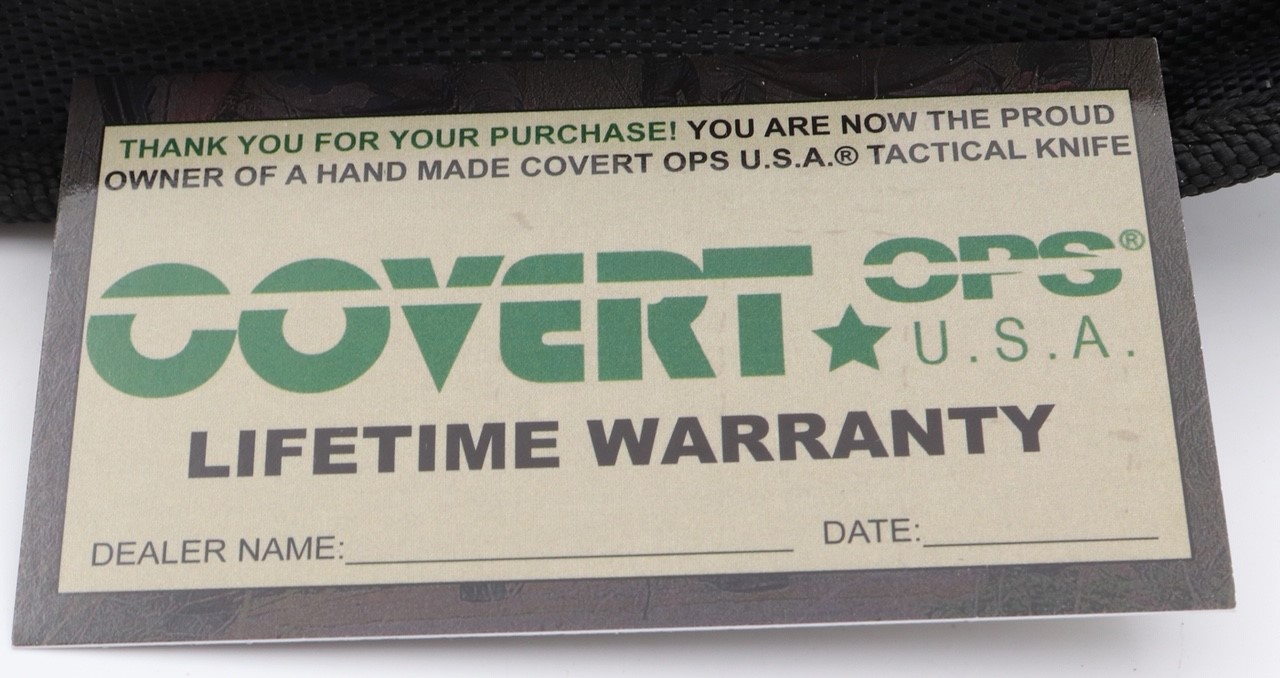 THANK YOU FOR YOUR PURCHASE! YOU ARE NOW THE PROUD
OWNER OF A HAND MADE COVERT OPS U.S.A.® TACTICAL KNIFE
COVERT OPS®
U.S.A.
LIFETIME WARRANTY
DEALER NAME: DATE: